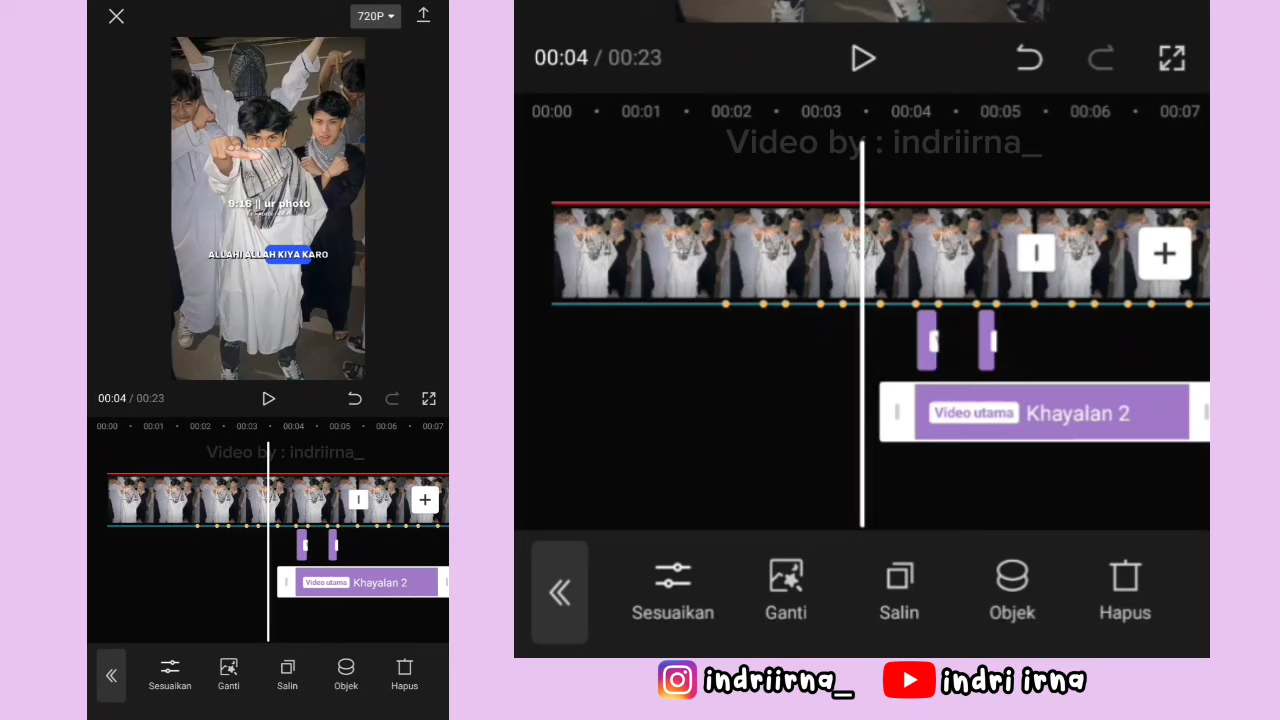 720P
9:16 || ur photo
ALLAHI ALLAH KIYA KARO
00:04 / 00:23
00:00 00:01 00:02 00:03 00:04 00:05 00:06 00:07
Video by : indriirna_
Video utama Khayalan 2
Sesuaikan Ganti Salin Objek Hapus
00:04 / 00:23
00:00 00:01 00:02 00:03 00:04 00:05 00:06 00:07
Video by : indriirna_
Video utama Khayalan 2
Sesuaikan Ganti Salin Objek Hapus
indriirna_ indri irna